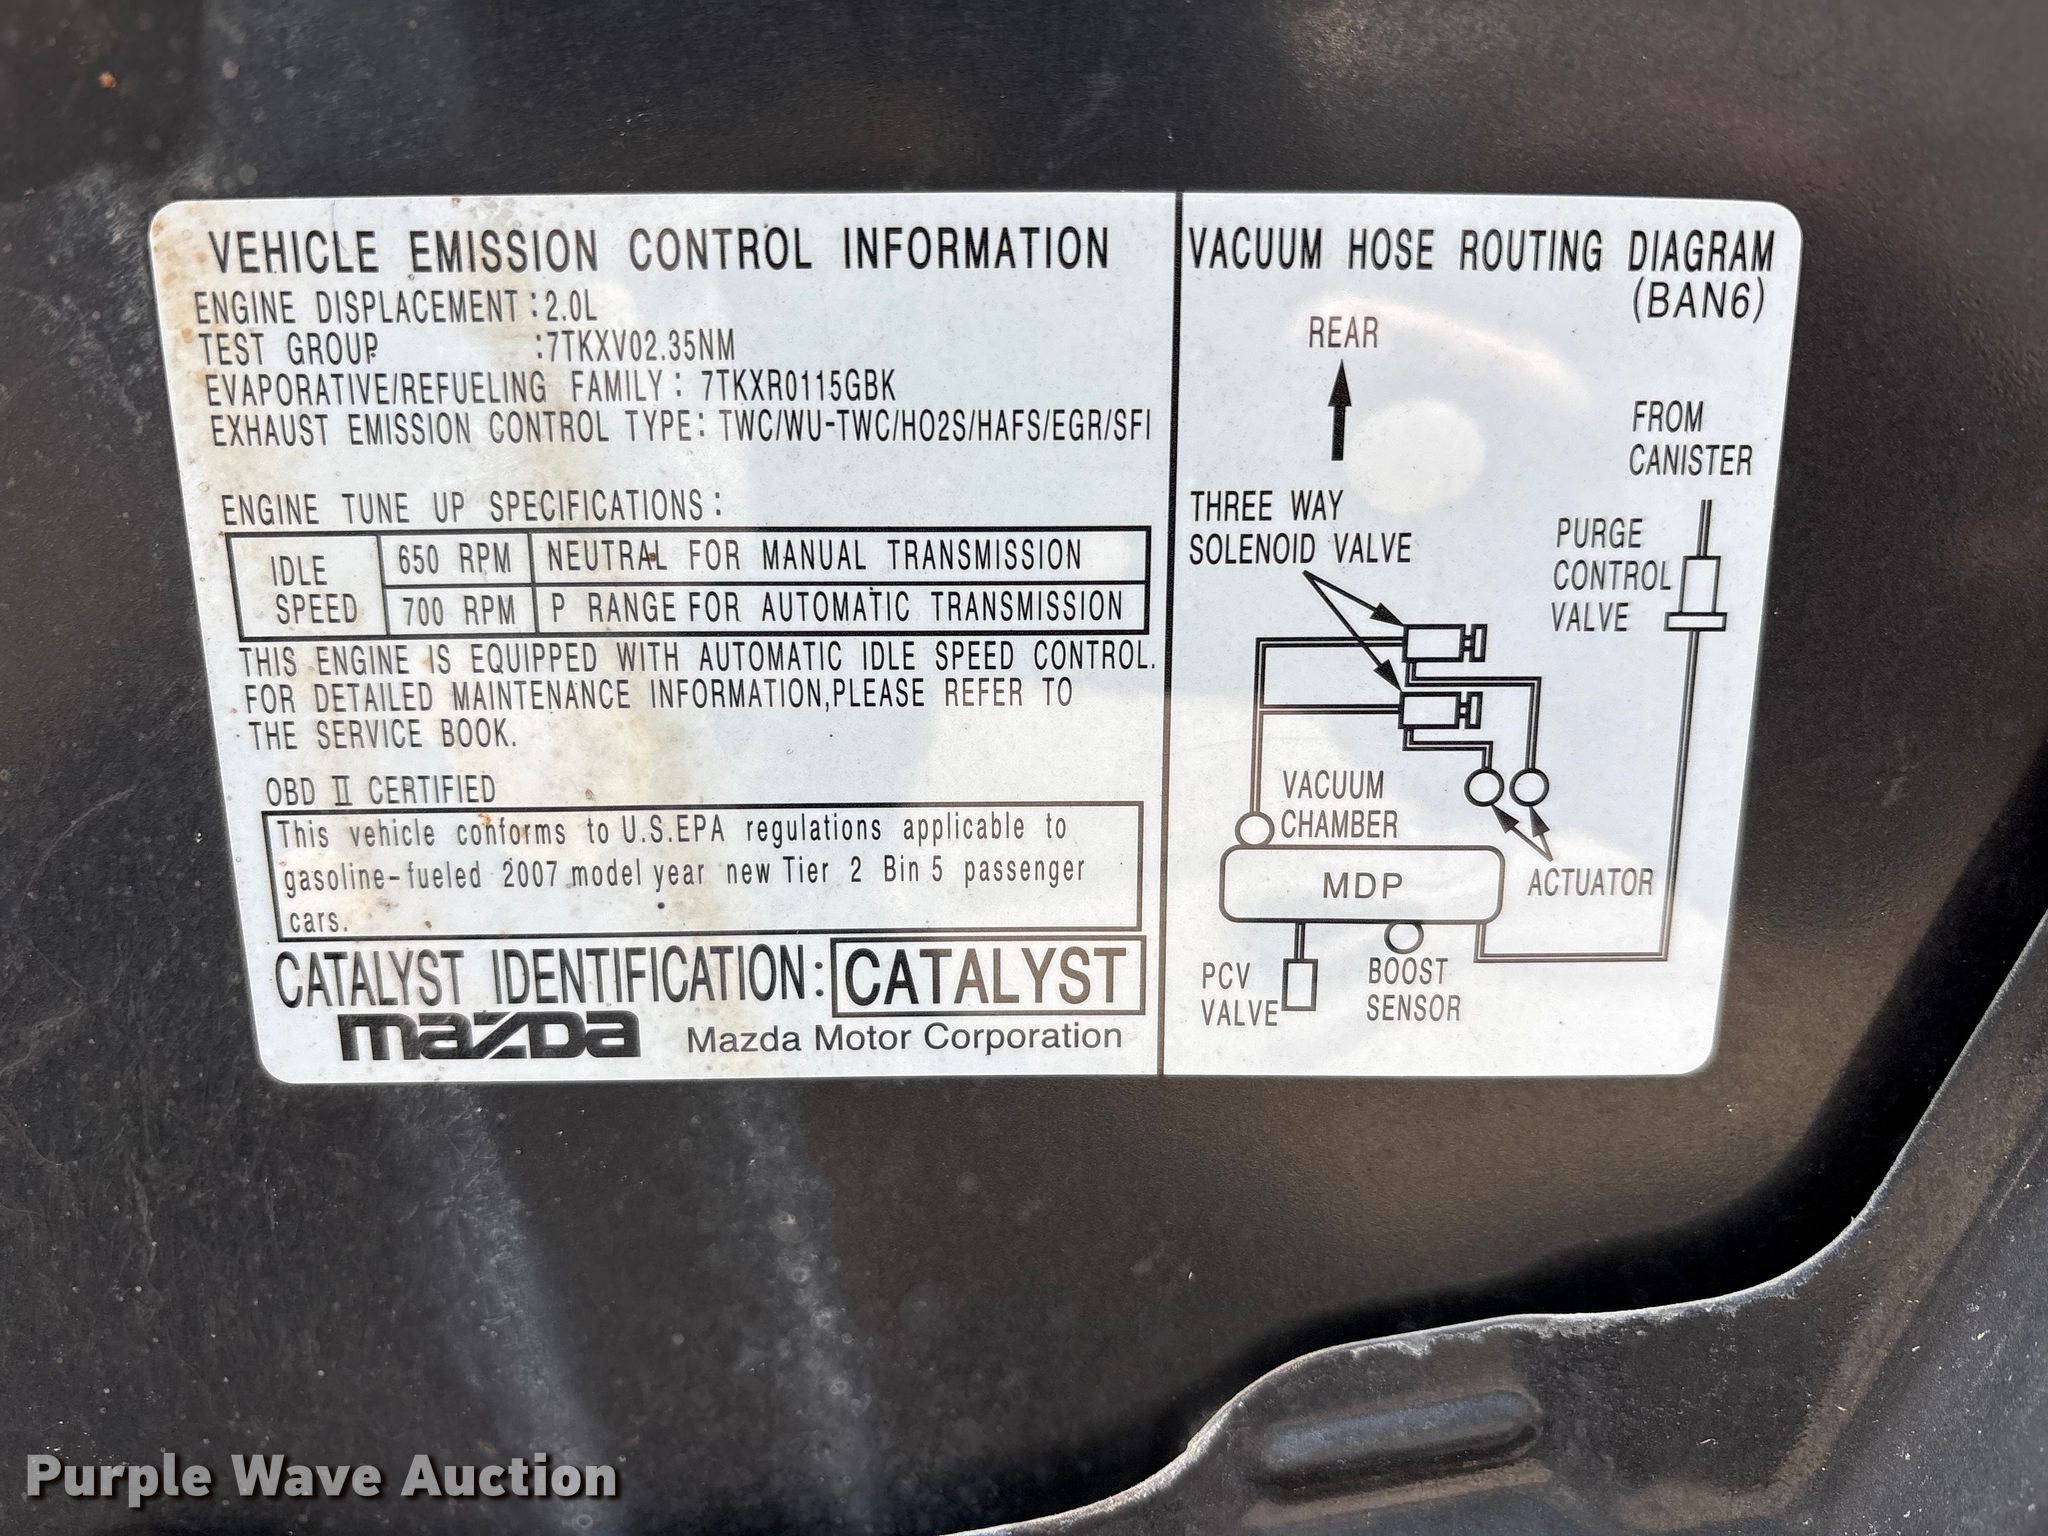 VEHICLE EMISSION CONTROL INFORMATION
ENGINE DISPLACEMENT : 2.0L
TEST GROUP :7TKXV02.35NM
EVAPORATIVE/REFUELING FAMILY : 7TKXR0115GBK
EXHAUST EMISSION CONTROL TYPE: TWC/WU-TWC/HO2S/HAFS/EGR/SFI
ENGINE TUNE UP SPECIFICATIONS :
IDLE SPEED
650 RPM NEUTRAL FOR MANUAL TRANSMISSION
700 RPM P RANGE FOR AUTOMATIC TRANSMISSION
THIS ENGINE IS EQUIPPED WITH AUTOMATIC IDLE SPEED CONTROL.
FOR DETAILED MAINTENANCE INFORMATION,PLEASE REFER TO
THE SERVICE BOOK.
OBD II CERTIFIED
This vehicle conforms to U.S.EPA regulations applicable to
gasoline-fueled 2007 model year new Tier 2 Bin 5 passenger
cars.
CATALYST IDENTIFICATION: CATALYST
mazda Mazda Motor Corporation
VACUUM HOSE ROUTING DIAGRAM
(BAN6)
REAR
FROM
CANISTER
THREE WAY
SOLENOID VALVE
PURGE
CONTROL
VALVE
VACUUM
CHAMBER
MDP
ACTUATOR
PCV
VALVE
BOOST
SENSOR
Purple Wave Auction